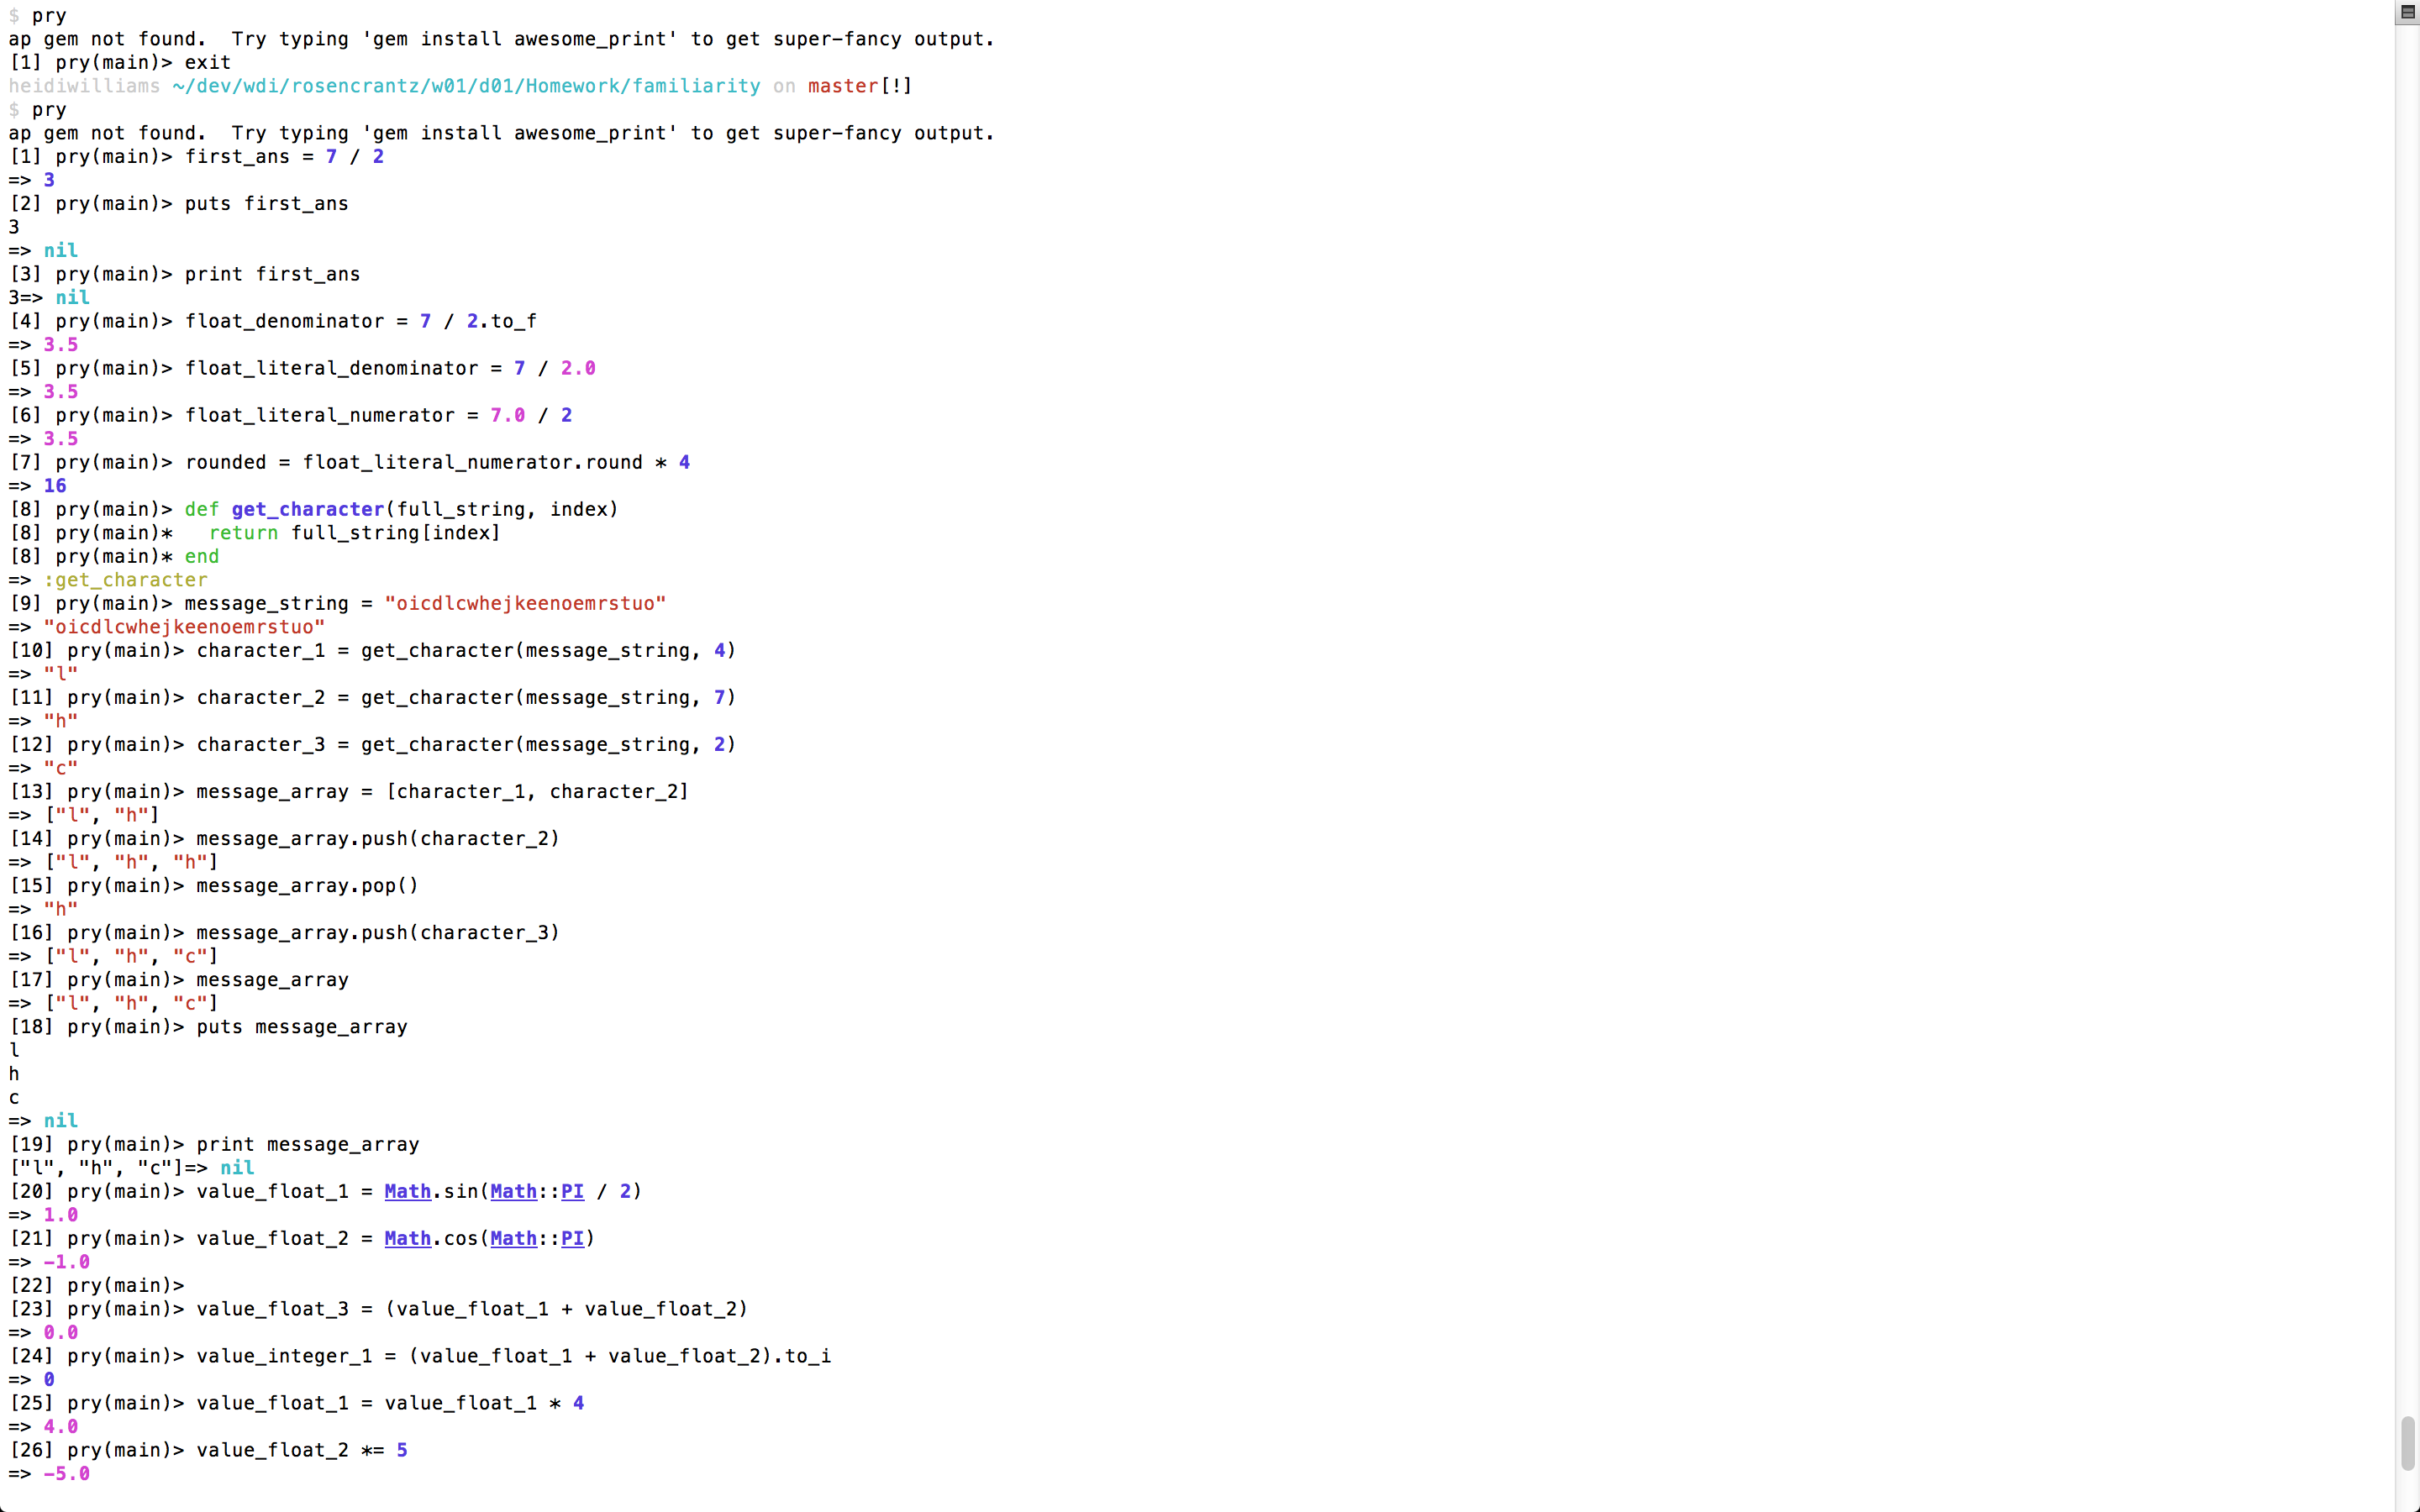 $ pry
ap gem not found.  Try typing 'gem install awesome_print' to get super-fancy output.
[1] pry(main)> exit
heidiwilliams ~/dev/wdi/rosencrantz/w01/d01/Homework/familiarity on master[!]
$ pry
ap gem not found.  Try typing 'gem install awesome_print' to get super-fancy output.
[1] pry(main)> first_ans = 7 / 2
=> 3
[2] pry(main)> puts first_ans
3
=> nil
[3] pry(main)> print first_ans
3=> nil
[4] pry(main)> float_denominator = 7 / 2.to_f
=> 3.5
[5] pry(main)> float_literal_denominator = 7 / 2.0
=> 3.5
[6] pry(main)> float_literal_numerator = 7.0 / 2
=> 3.5
[7] pry(main)> rounded = float_literal_numerator.round * 4
=> 16
[8] pry(main)> def get_character(full_string, index)
[8] pry(main)*   return full_string[index]
[8] pry(main)* end
=> :get_character
[9] pry(main)> message_string = "oicdlcwhejkeenoemrstuo"
=> "oicdlcwhejkeenoemrstuo"
[10] pry(main)> character_1 = get_character(message_string, 4)
=> "l"
[11] pry(main)> character_2 = get_character(message_string, 7)
=> "h"
[12] pry(main)> character_3 = get_character(message_string, 2)
=> "c"
[13] pry(main)> message_array = [character_1, character_2]
=> ["l", "h"]
[14] pry(main)> message_array.push(character_2)
=> ["l", "h", "h"]
[15] pry(main)> message_array.pop()
=> "h"
[16] pry(main)> message_array.push(character_3)
=> ["l", "h", "c"]
[17] pry(main)> message_array
=> ["l", "h", "c"]
[18] pry(main)> puts message_array
l
h
c
=> nil
[19] pry(main)> print message_array
["l", "h", "c"]=> nil
[20] pry(main)> value_float_1 = Math.sin(Math::PI / 2)
=> 1.0
[21] pry(main)> value_float_2 = Math.cos(Math::PI)
=> -1.0
[22] pry(main)>
[23] pry(main)> value_float_3 = (value_float_1 + value_float_2)
=> 0.0
[24] pry(main)> value_integer_1 = (value_float_1 + value_float_2).to_i
=> 0
[25] pry(main)> value_float_1 = value_float_1 * 4
=> 4.0
[26] pry(main)> value_float_2 *= 5
=> -5.0